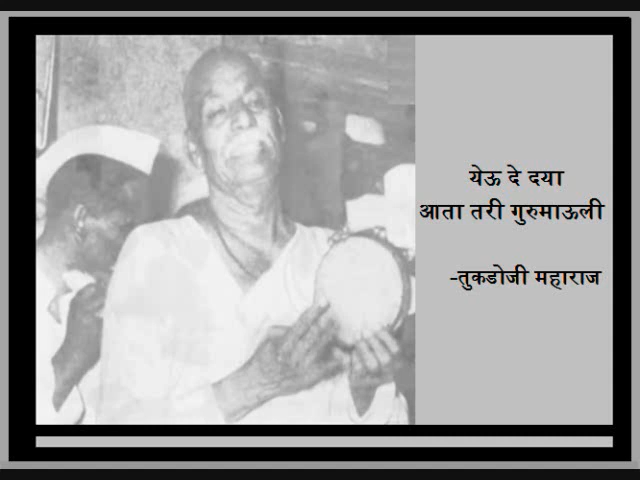 येऊ दे दया
आता तरी गुरुमाऊली
-तुकडोजी महाराज